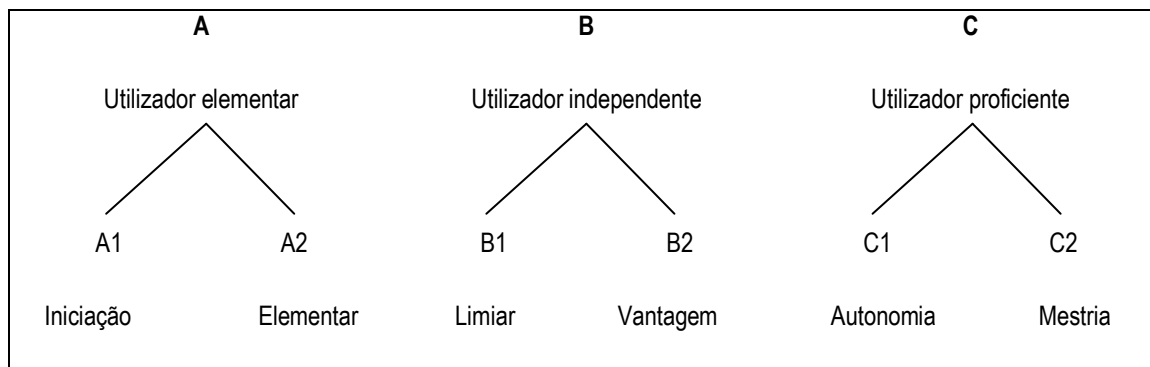 A B C
Utilizador elementar Utilizador independente Utilizador proficiente
A1 A2 B1 B2 C1 C2
Iniciação Elementar Limiar Vantagem Autonomia Mestria